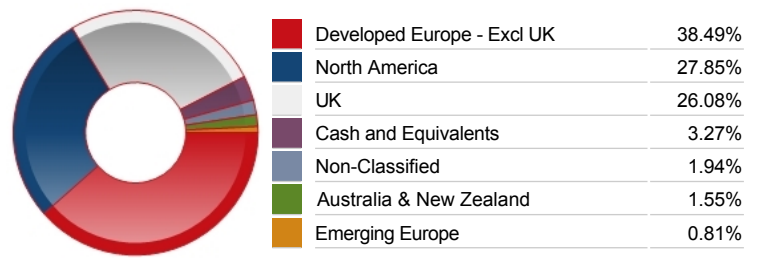 Developed Europe - Excl UK 38.49%
North America 27.85%
UK 26.08%
Cash and Equivalents 3.27%
Non-Classified 1.94%
Australia & New Zealand 1.55%
Emerging Europe 0.81%